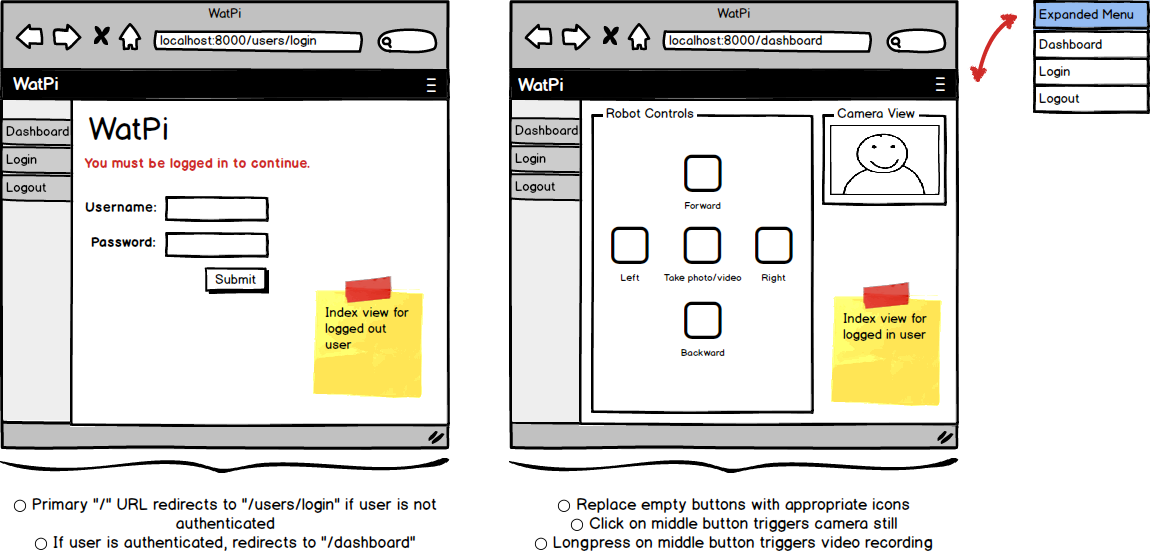 WatPi
localhost:8000/users/login
WatPi
Dashboard
Login
Logout
WatPi
You must be logged in to continue.
Username:
Password:
Submit
Index view for
logged out
user
Primary "/" URL redirects to "/users/login" if user is not
authenticated
If user is authenticated, redirects to "/dashboard"
WatPi
localhost:8000/dashboard
WatPi
Dashboard
Login
Logout
Robot Controls
Forward
Left
Take photo/video
Right
Backward
Camera View
Index view for
logged in user
Replace empty buttons with appropriate icons
Click on middle button triggers camera still
Longpress on middle button triggers video recording
Expanded Menu
Dashboard
Login
Logout